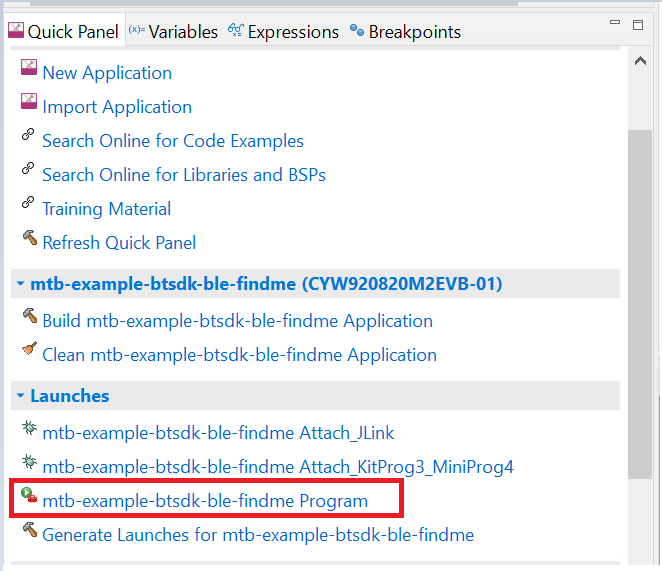 Quick Panel (x)= Variables Expressions Breakpoints
New Application
Import Application
Search Online for Code Examples
Search Online for Libraries and BSPs
Training Material
Refresh Quick Panel
mtb-example-btsdk-ble-findme (CYW920820M2EVB-01)
Build mtb-example-btsdk-ble-findme Application
Clean mtb-example-btsdk-ble-findme Application
Launches
mtb-example-btsdk-ble-findme Attach_JLink
mtb-example-btsdk-ble-findme Attach_KitProg3_MiniProg4
mtb-example-btsdk-ble-findme Program
Generate Launches for mtb-example-btsdk-ble-findme